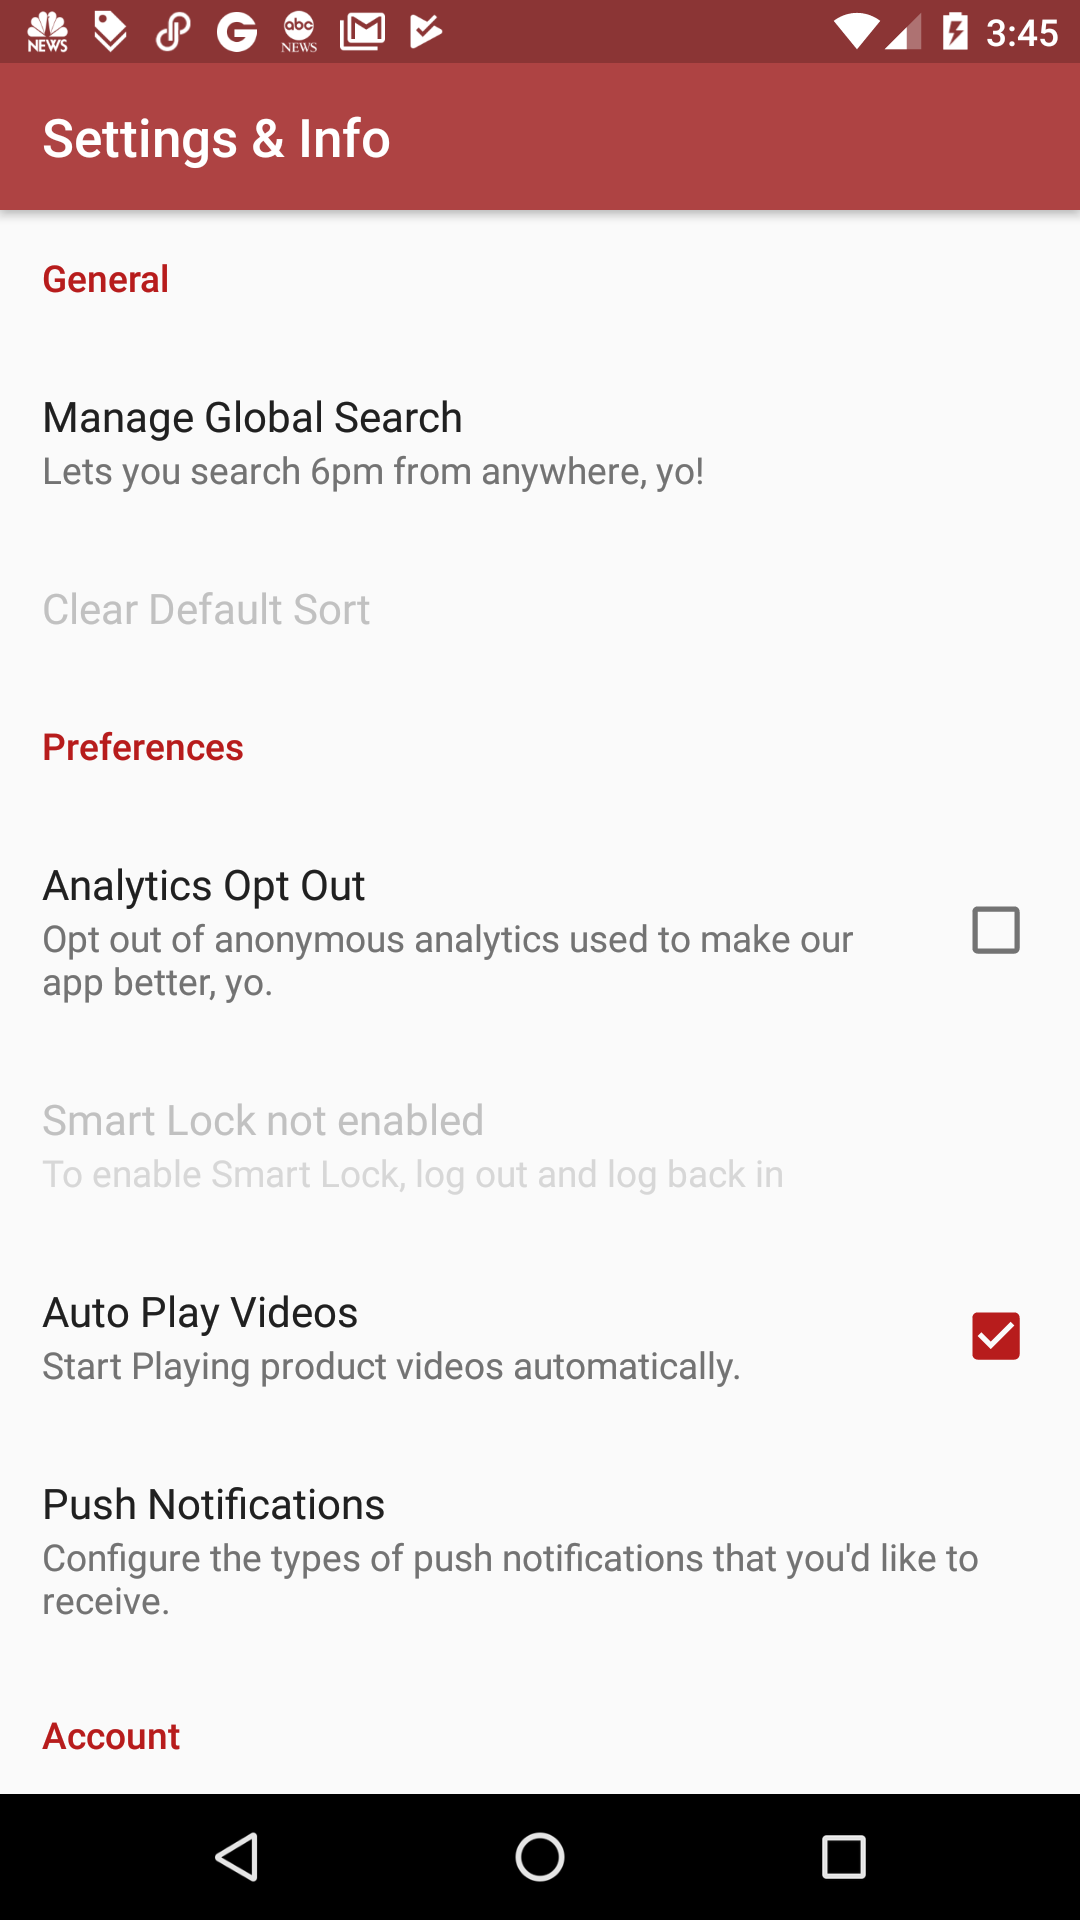 NEWS
abc
NEWS
3:45
Settings & Info
General
Manage Global Search
Lets you search 6pm from anywhere, yo!
Clear Default Sort
Preferences
Analytics Opt Out
Opt out of anonymous analytics used to make our
app better, yo.
Smart Lock not enabled
To enable Smart Lock, log out and log back in
Auto Play Videos
Start Playing product videos automatically.
Push Notifications
Configure the types of push notifications that you'd like to
receive.
Account